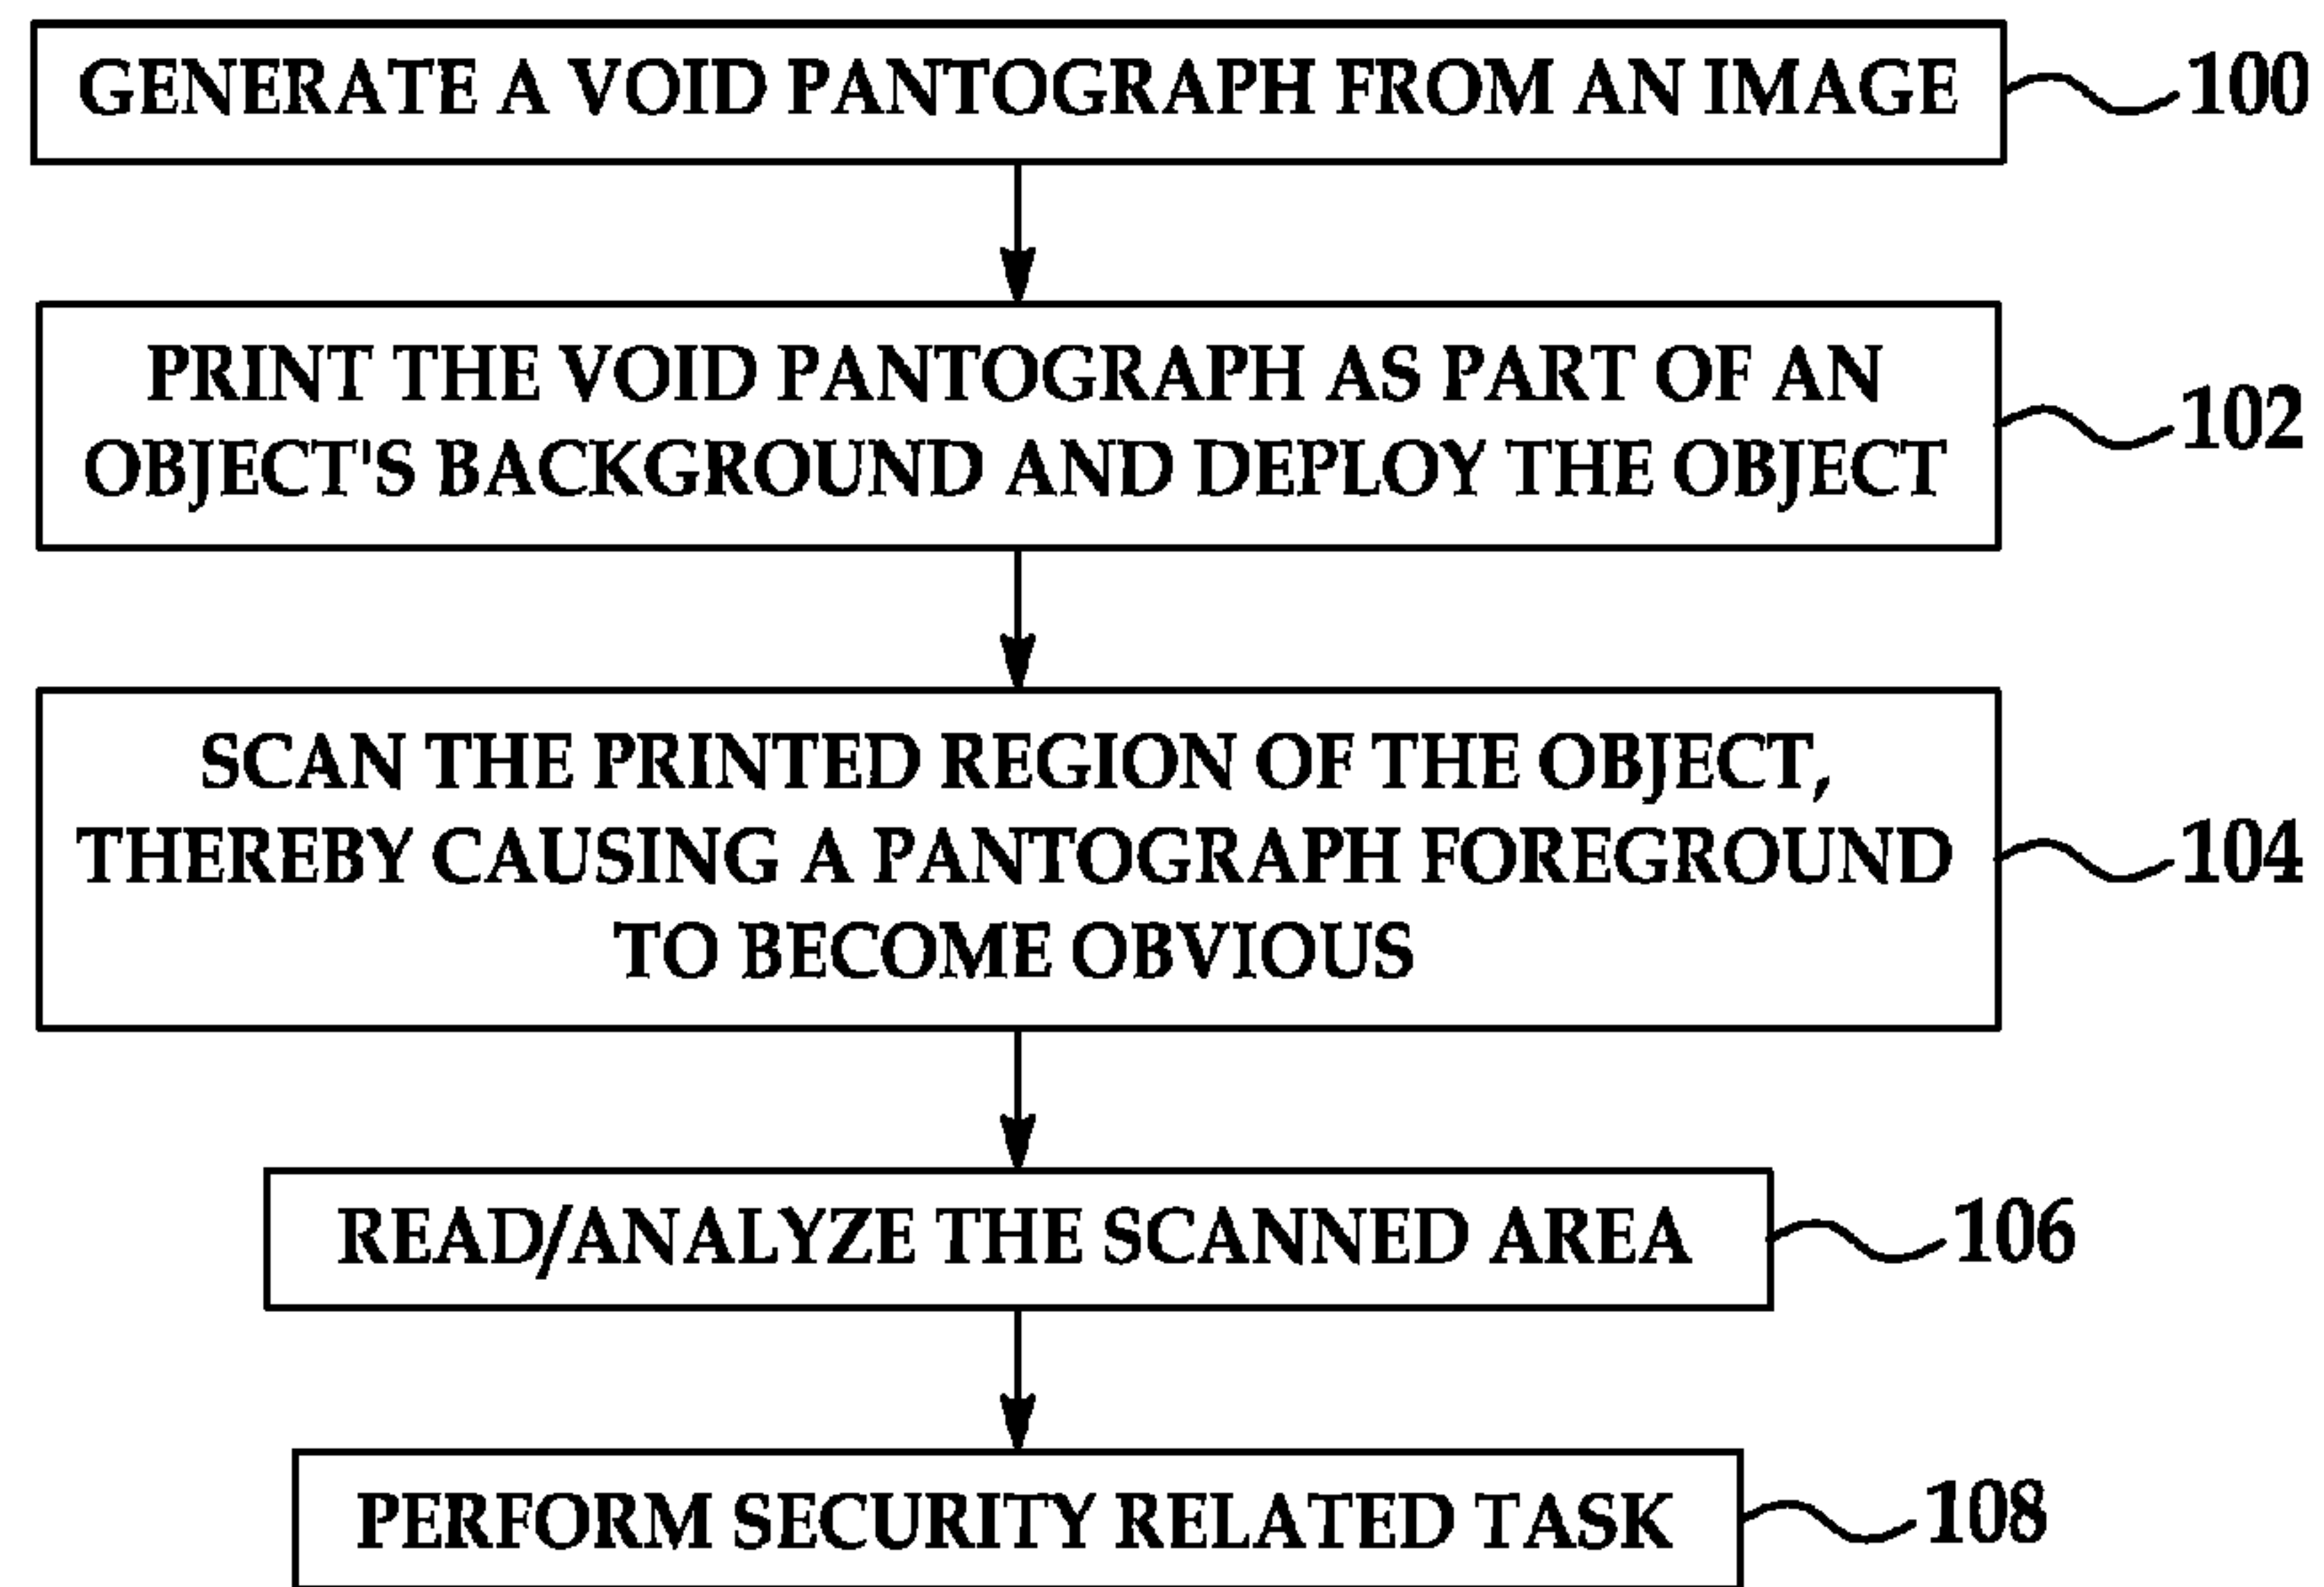 GENERATE A VOID PANTOGRAPH FROM AN IMAGE
100
PRINT THE VOID PANTOGRAPH AS PART OF AN
OBJECT'S BACKGROUND AND DEPLOY THE OBJECT
102
SCAN THE PRINTED REGION OF THE OBJECT,
THEREBY CAUSING A PANTOGRAPH FOREGROUND
TO BECOME OBVIOUS
104
READ/ANALYZE THE SCANNED AREA
106
PERFORM SECURITY RELATED TASK
108